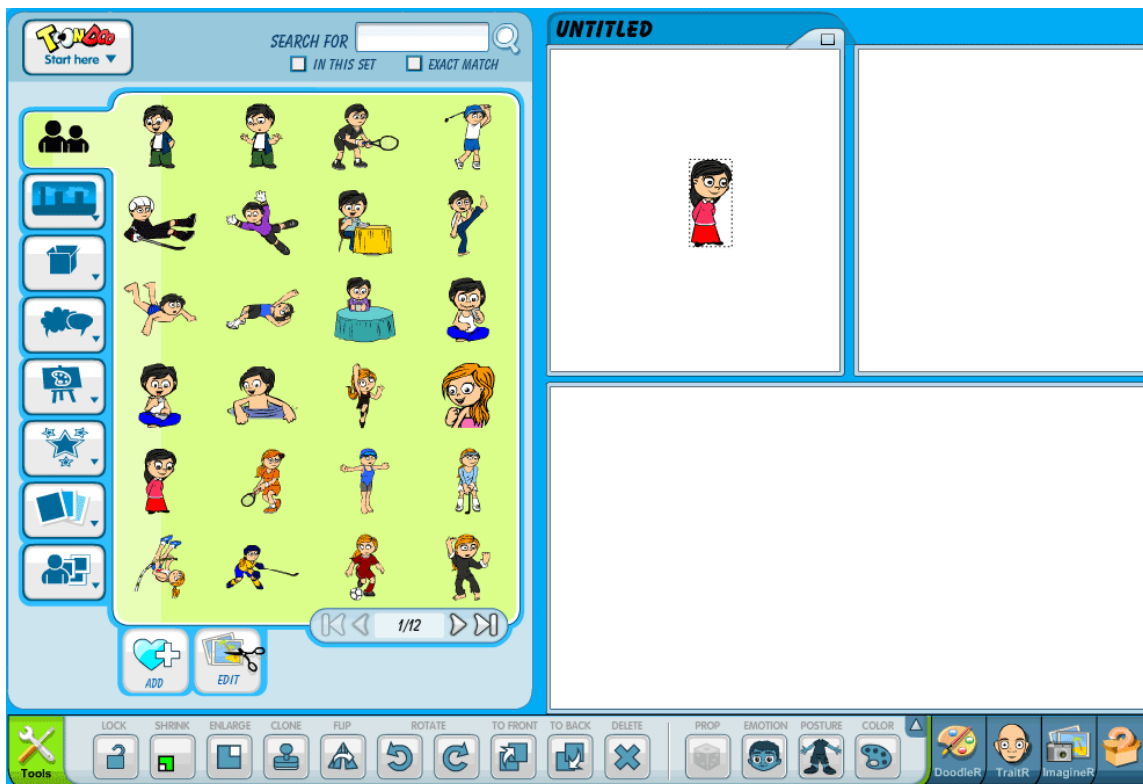 TOONDOO
Start here
SEARCH FOR
IN THIS SET
EXACT MATCH
UNTITLED
1/12
ADD
EDIT
Tools
LOCK
SHRINK
ENLARGE
CLONE
FLIP
ROTATE
TO FRONT
TO BACK
DELETE
PROP
EMOTION
POSTURE
COLOR
DoodleR
TraitR
ImagineR